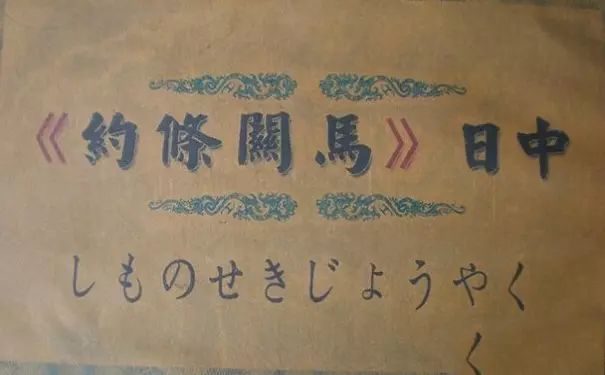 中日《馬關條約》
しものせきじょうやく
く